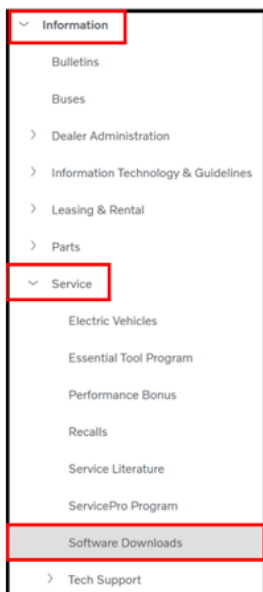 Information
Bulletins
Buses
Dealer Administration
Information Technology & Guidelines
Leasing & Rental
Parts
Service
Electric Vehicles
Essential Tool Program
Performance Bonus
Recalls
Service Literature
ServicePro Program
Software Downloads
Tech Support